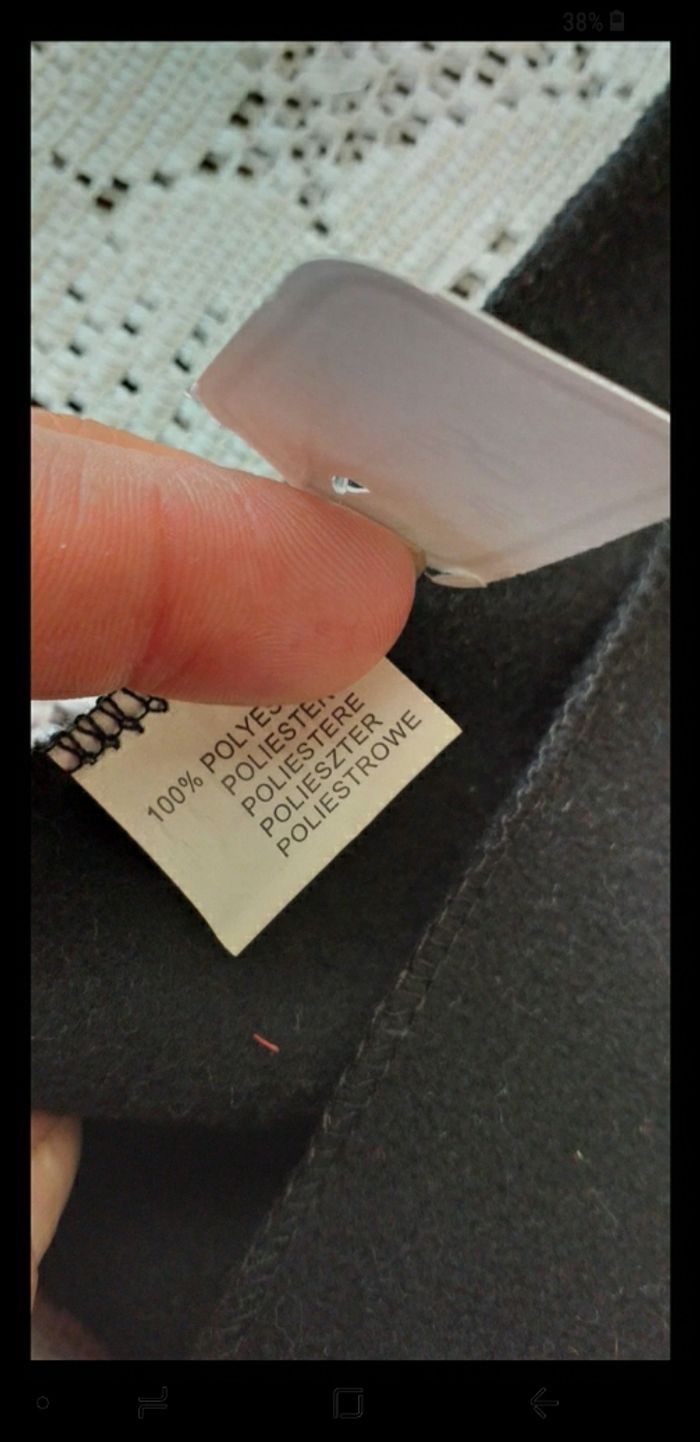 38%
100% POLYES
POLIESTER
POLIESTERE
POLIESZTER
POLIESTROWE